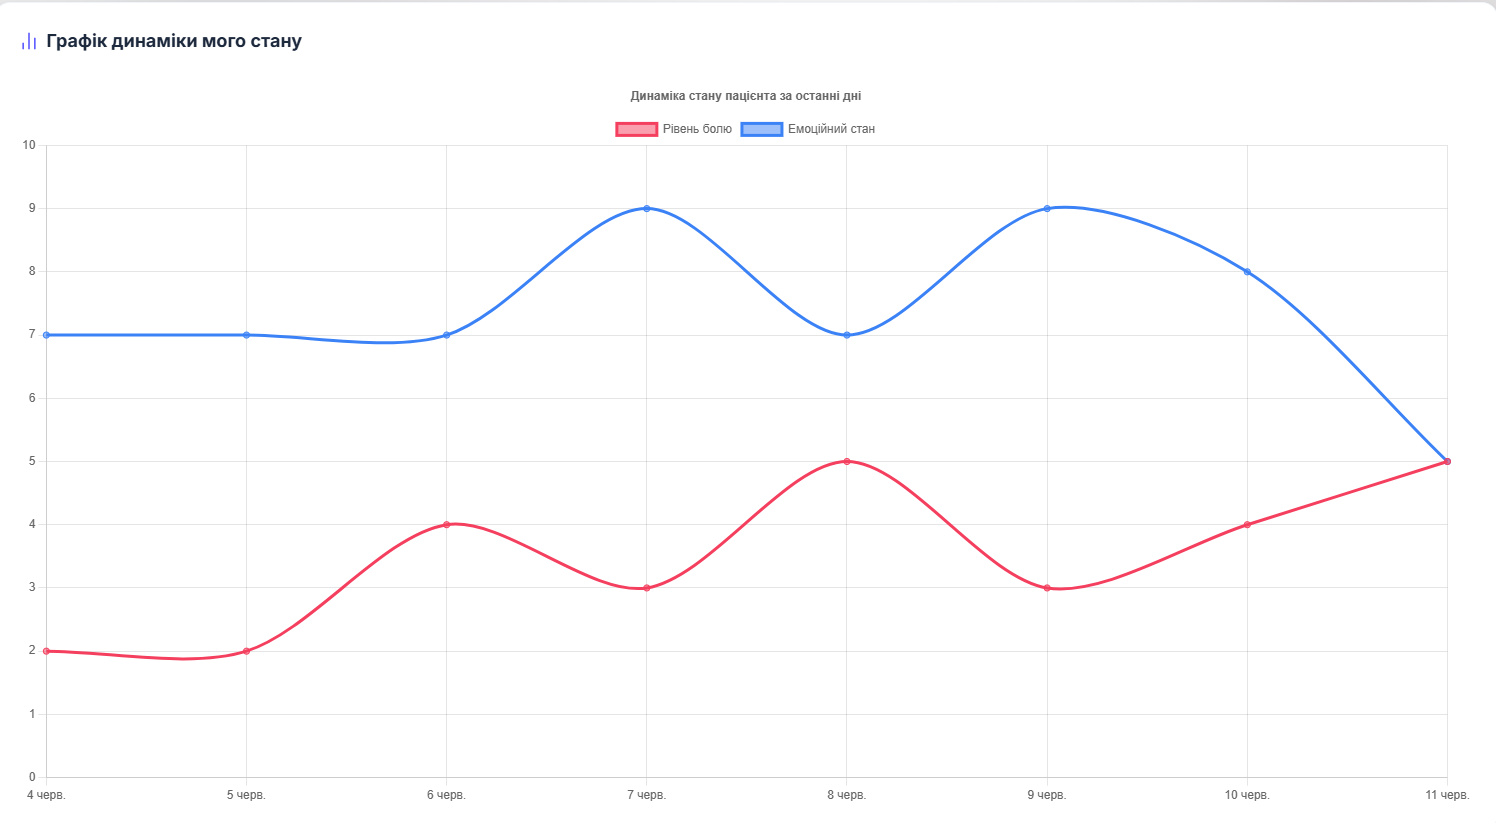 Графік динаміки мого стану
Динаміка стану пацієнта за останні дні
Рівень болю Емоційний стан
10
9
8
7
6
5
4
3
2
1
0
4 черв. 5 черв. 6 черв. 7 черв. 8 черв. 9 черв. 10 черв. 11 черв.